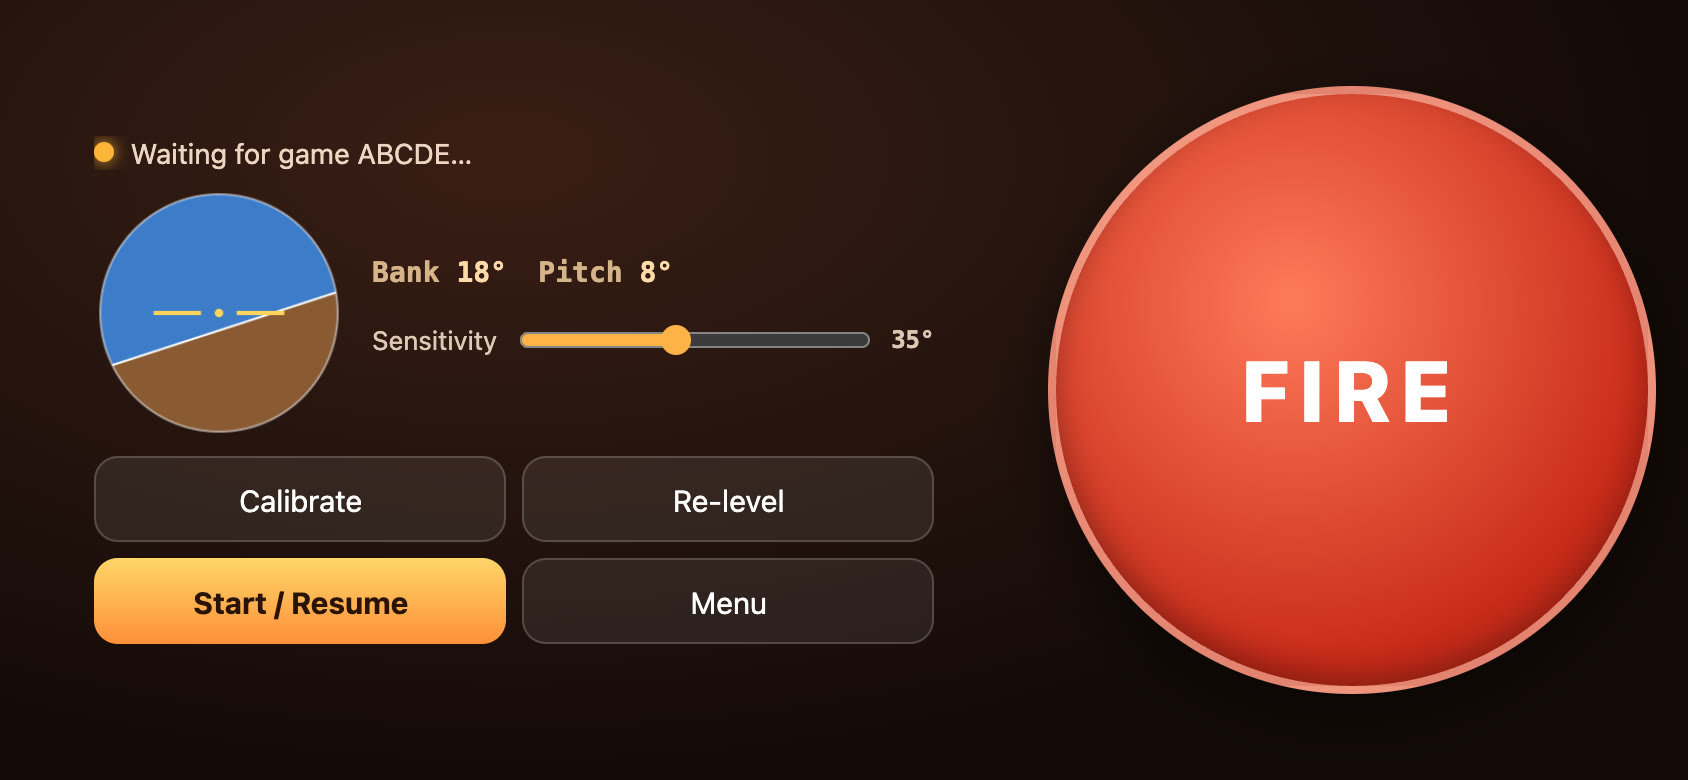 Waiting for game ABCDE...
Bank 18° Pitch 8°
Sensitivity 35°
Calibrate
Re-level
Start / Resume
Menu
FIRE